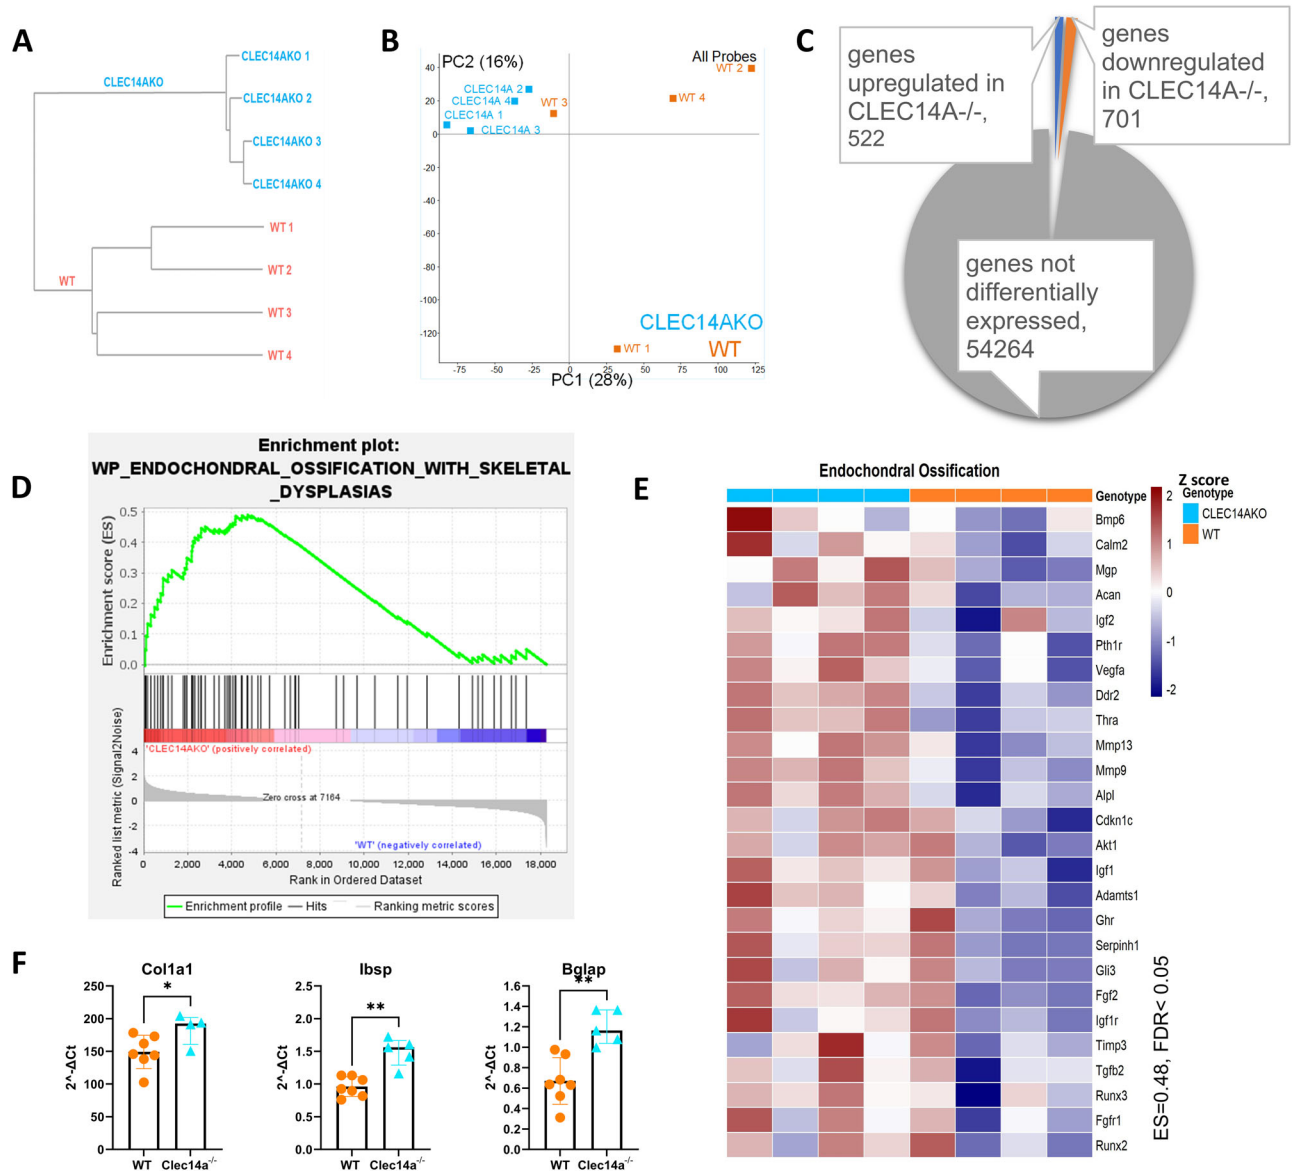 A
CLEC14AKO
CLEC14AKO 1
CLEC14AKO 2
CLEC14AKO 3
CLEC14AKO 4
WT
WT 1
WT 2
WT 3
WT 4
B
PC2 (16%)
All Probes
WT 2
CLEC14A 2
CLEC14A 4
WT 3
WT 4
CLEC14A 1
CLEC14A 3
40
20
0
-20
-40
-60
-80
-100
-120
CLEC14AKO
WT
WT 1
-75
-50
-25
0
25
50
75
100
125
PC1 (28%)
C
genes
upregulated in
CLEC14A-/-,
522
genes
downregulated
in CLEC14A-/-,
701
genes not
differentially
expressed,
54264
D
Enrichment plot:
WP_ENDOCHONDRAL_OSSIFICATION_WITH_SKELETAL
_DYSPLASIAS
Enrichment score (ES)
0.5
0.4
0.3
0.2
0.1
0.0
'CLEC14AKO' (positively correlated)
Ranked list metric (Signal2Noise)
4
2
0
-2
-4
Zero cross at 7164
'WT' (negatively correlated)
0
2,000
4,000
6,000
8,000
10,000
12,000
14,000
16,000
18,000
Rank in Ordered Dataset
Enrichment profile
Hits
Ranking metric scores
E
Endochondral Ossification
Genotype
Bmp6
Calm2
Mgp
Acan
Igf2
Pth1r
Vegfa
Ddr2
Thra
Mmp13
Mmp9
Alpl
Cdkn1c
Akt1
Igf1
Adamts1
Ghr
Serpinh1
Gli3
Fgf2
Igf1r
Timp3
Tgfb2
Runx3
Fgfr1
Runx2
2
1
0
-1
-2
Z score
Genotype
CLEC14AKO
WT
ES=0.48, FDR< 0.05
F
Col1a1
*
2^-ΔCt
250
200
150
100
50
0
WT
Clec14a-/-
Ibsp
**
2^-ΔCt
2.5
2.0
1.5
1.0
0.5
0.0
WT
Clec14a-/-
Bglap
**
2^-ΔCt
1.6
1.4
1.2
1.0
0.8
0.6
0.4
0.2
0.0
WT
Clec14a-/-